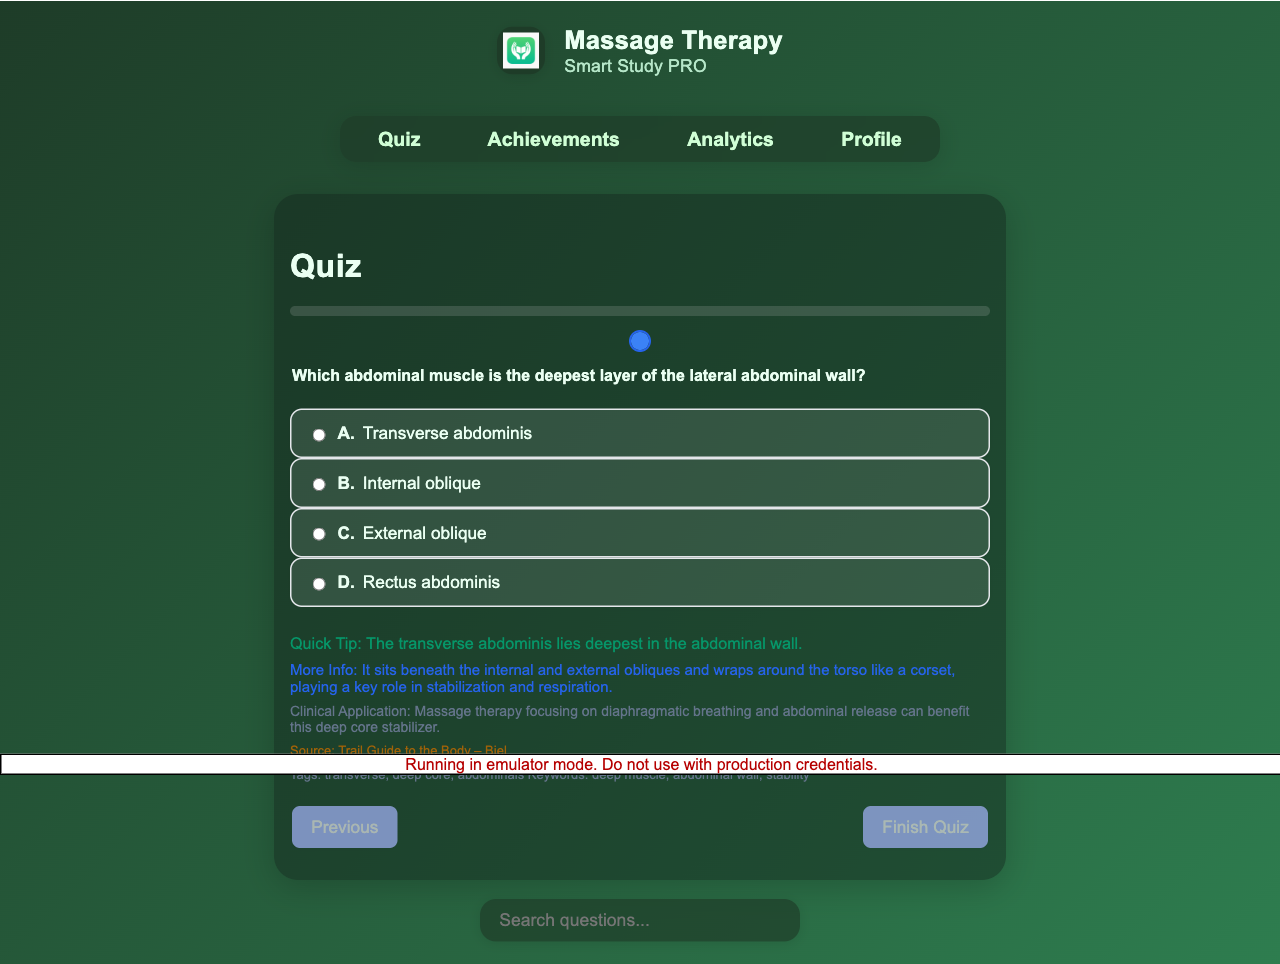 Massage Therapy
Smart Study PRO
Quiz
Achievements
Analytics
Profile
Quiz
Which abdominal muscle is the deepest layer of the lateral abdominal wall?
A. Transverse abdominis
B. Internal oblique
C. External oblique
D. Rectus abdominis
Quick Tip: The transverse abdominis lies deepest in the abdominal wall.
More Info: It sits beneath the internal and external obliques and wraps around the torso like a corset,
playing a key role in stabilization and respiration.
Clinical Application: Massage therapy focusing on diaphragmatic breathing and abdominal release can benefit
this deep core stabilizer.
Source: Trail Guide to the Body – Biel
Running in emulator mode. Do not use with production credentials.
Tags: transverse, deep core, abdominals Keywords: deep muscle, abdominal wall, stability
Previous
Finish Quiz
Search questions...